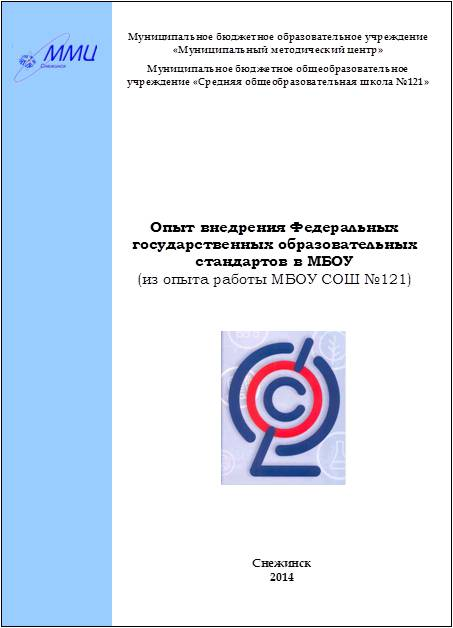 ММЦ
Снежинск
Муниципальное бюджетное образовательное учреждение
«Муниципальный методический центр»
Муниципальное бюджетное общеобразовательное
учреждение «Средняя общеобразовательная школа №121»
Опыт внедрения Федеральных
государственных образовательных
стандартов в МБОУ
(из опыта работы МБОУ СОШ №121)
Снежинск
2014